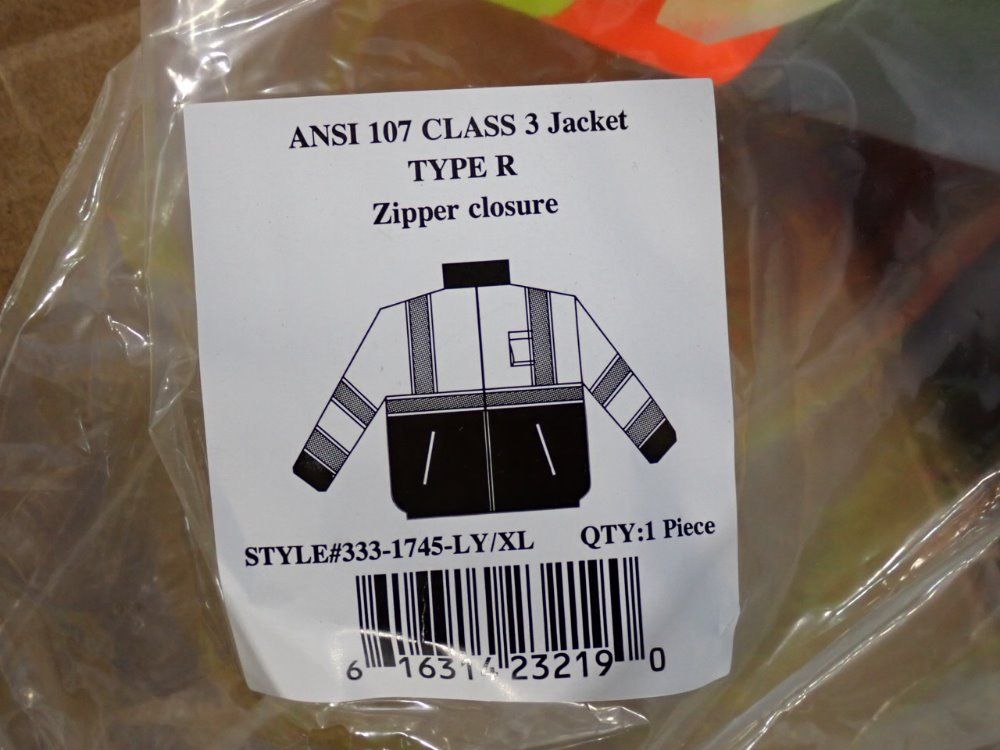 ANSI 107 CLASS 3 Jacket
TYPE R
Zipper closure
STYLE#333-1745-LY/XL QTY:1 Piece
6 16314 23219 0